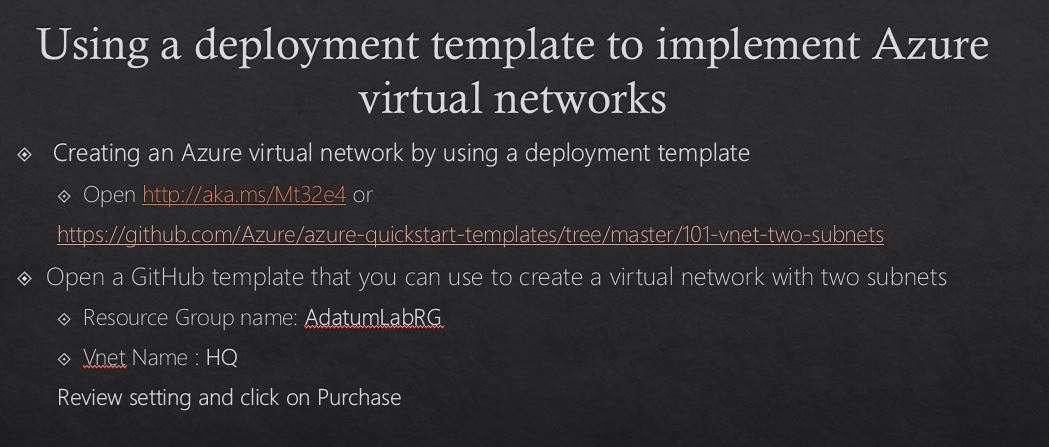 Using a deployment template to implement Azure
virtual networks
Creating an Azure virtual network by using a deployment template
Open http://aka.ms/Mt32e4 or
https://github.com/Azure/azure-quickstart-templates/tree/master/101-vnet-two-subnets
Open a GitHub template that you can use to create a virtual network with two subnets
Resource Group name: AdatumLabRG
Vnet Name : HQ
Review setting and click on Purchase